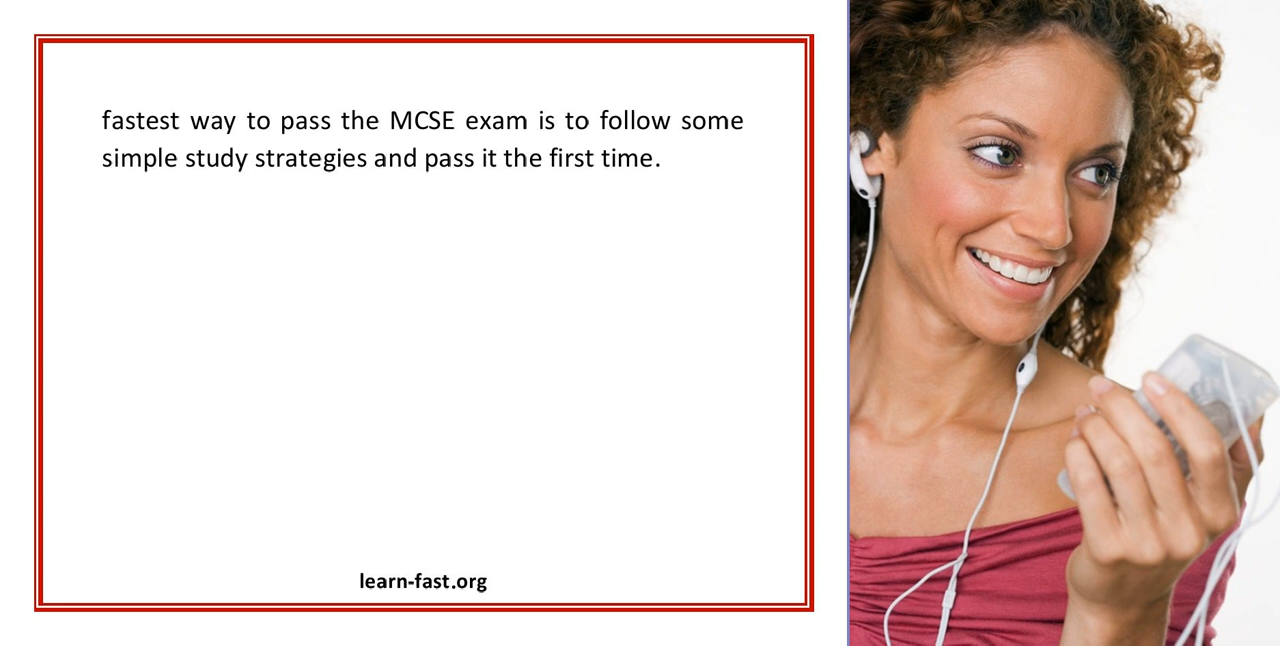 fastest way to pass the MCSE exam is to follow some
simple study strategies and pass it the first time.
learn-fast.org